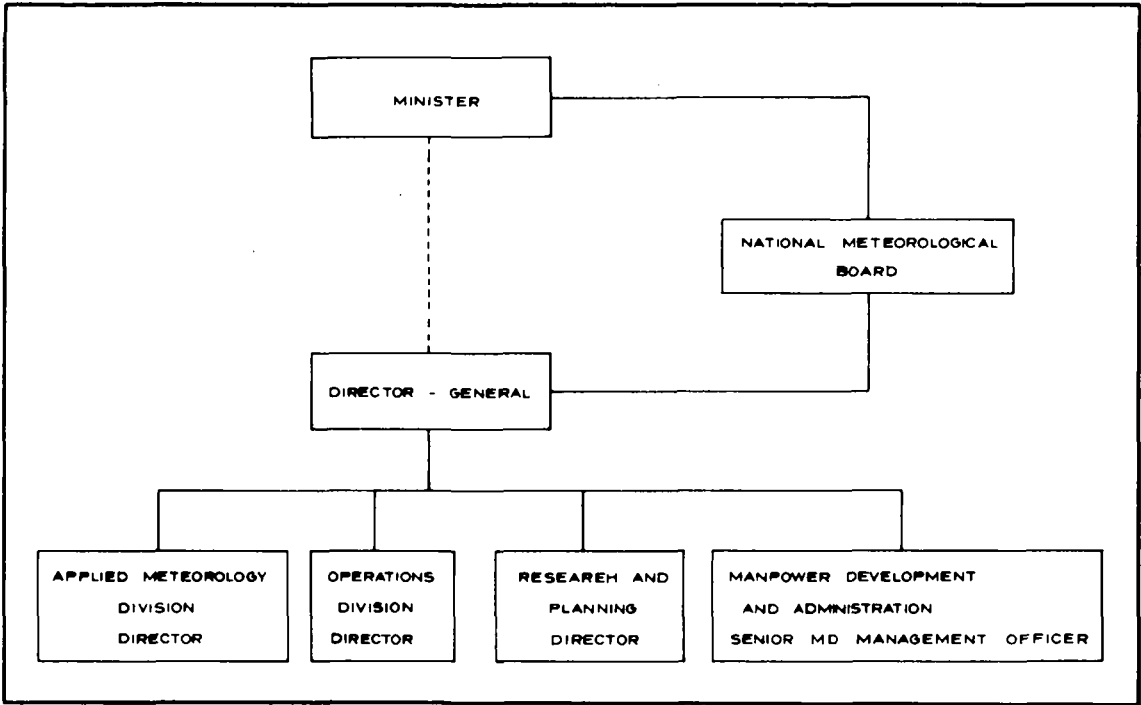 MINISTER
NATIONAL METEOROLOGICAL
BOARD
DIRECTOR - GENERAL
APPLIED METEOROLOGY
DIVISION
DIRECTOR
OPERATIONS
DIVISION
DIRECTOR
RESEAREH AND
PLANNING
DIRECTOR
MANPOWER DEVELOPMENT
AND ADMINISTRATION
SENIOR MD MANAGEMENT OFFICER